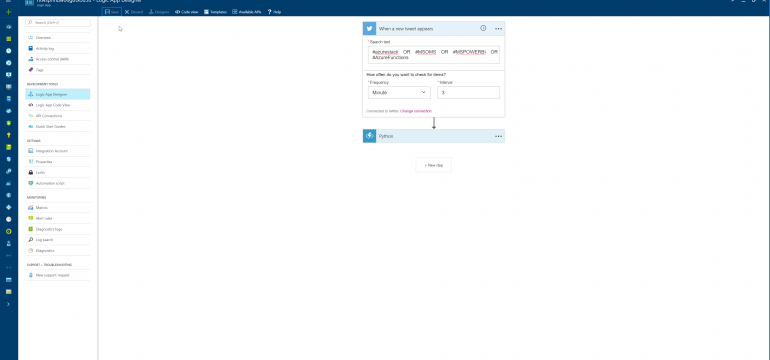 Logic App Designer
Logic App
Save
Discard
Designer
Code view
Templates
Available APIs
? Help
Search (Ctrl+/)
Overview
Activity log
Access control (IAM)
Tags
DEVELOPMENT TOOLS
Logic App Designer
Logic App Code View
API Connections
Quick Start Guides
SETTINGS
Integration Account
Properties
Locks
Automation script
MONITORING
Metrics
Alert rules
Diagnostics logs
Log search
Diagnostics
SUPPORT + TROUBLESHOOTING
New support request
When a new tweet appears
* Search text
#azurestack OR #MSOMS OR #MSPOWERBI OR
#AzureFunctions
How often do you want to check for items?
* Frequency
* Interval
Minute
3
Connected to twitter. Change connection.
Python
+ New step